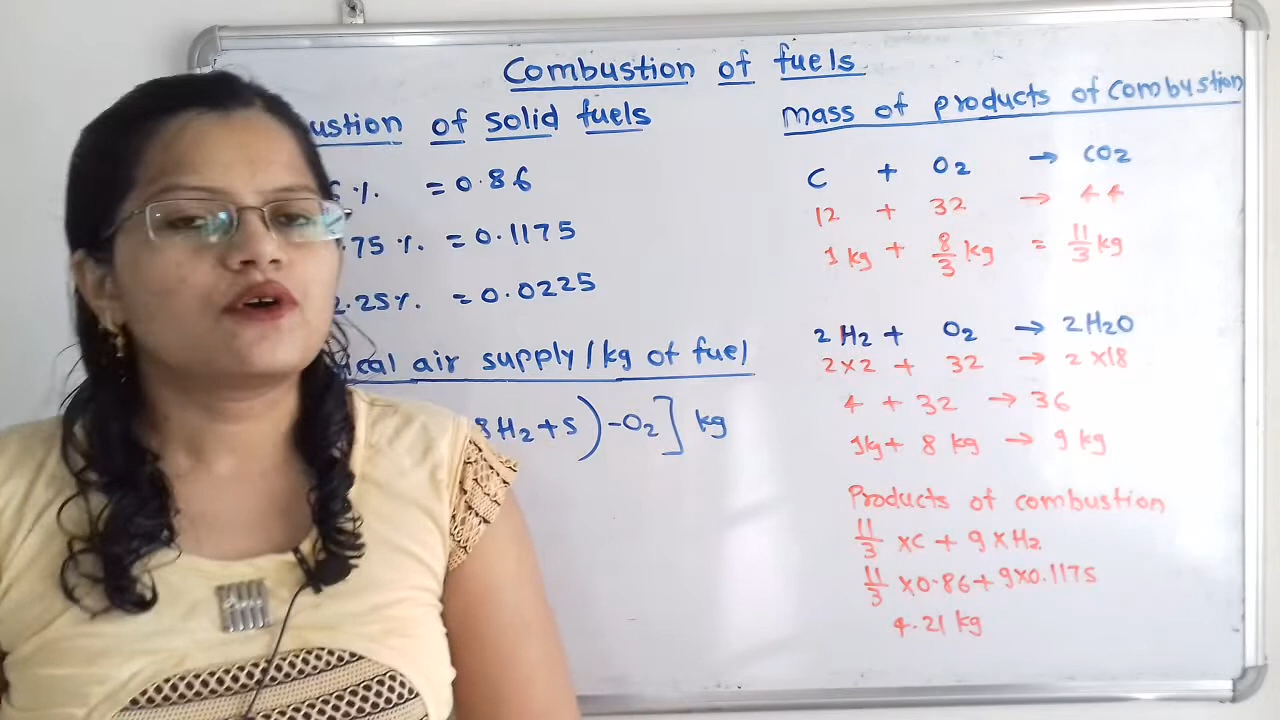 Combustion of fuels
ustion of solid fuels
% = 0.86
.75 % = 0.1175
2.25% = 0.0225
ical air supply / kg of fuel
8H2 + S ) - O2 ] kg
mass of products of combustion
C + O2 → CO2
12 + 32 → 44
1 kg + 8/3 kg = 11/3 kg
2H2 + O2 → 2H2O
2×2 + 32 → 2×18
4 + 32 → 36
1kg + 8 kg → 9 kg
Products of combustion
11/3 × C + 9 × H2
11/3 × 0.86 + 9×0.1175
4.21 kg